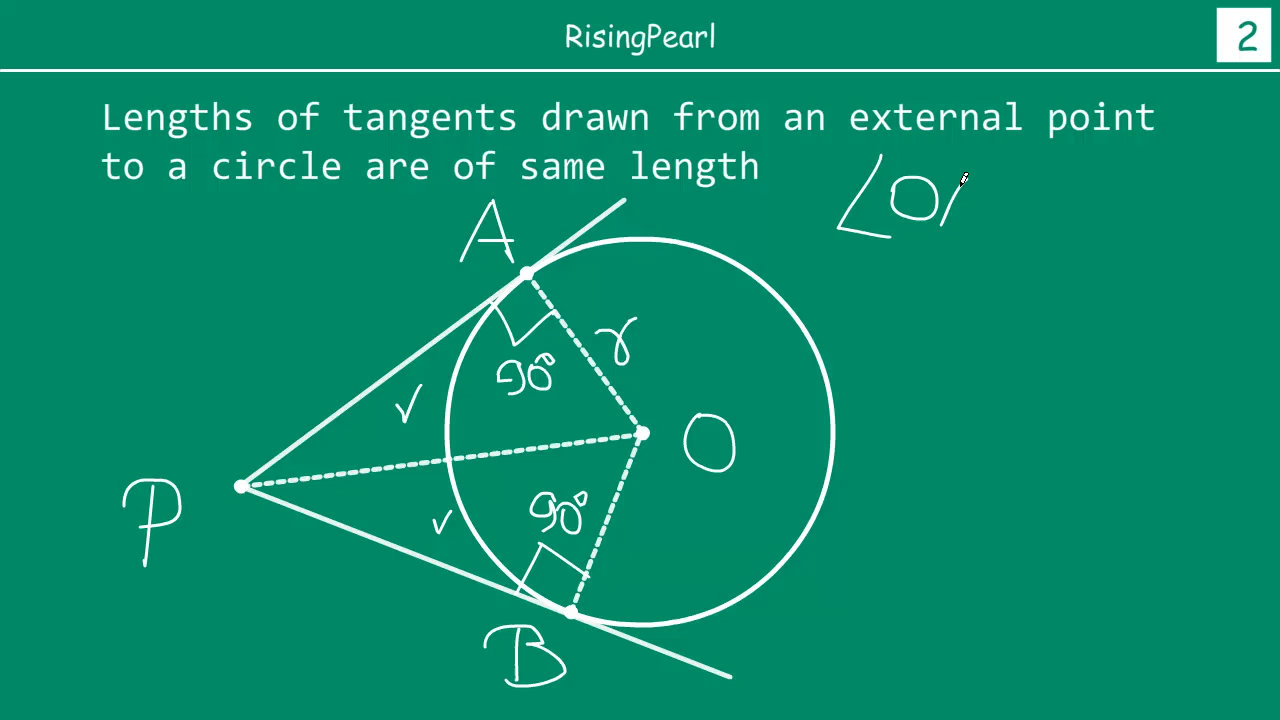 RisingPearl
2
Lengths of tangents drawn from an external point
to a circle are of same length
∠O
A
r
90°
O
P
90°
B